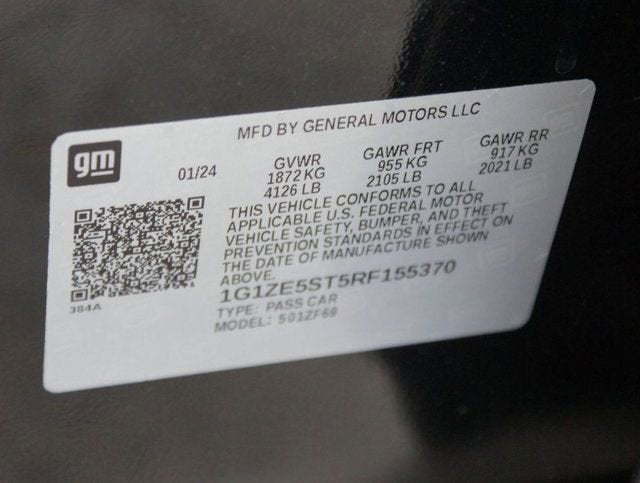 MFD BY GENERAL MOTORS LLC
gm
01/24
GVWR GAWR FRT GAWR RR
1872 KG 955 KG 917 KG
4126 LB 2105 LB 2021 LB
THIS VEHICLE CONFORMS TO ALL
APPLICABLE U.S. FEDERAL MOTOR
VEHICLE SAFETY, BUMPER, AND THEFT
PREVENTION STANDARDS IN EFFECT ON
THE DATE OF MANUFACTURE SHOWN
ABOVE.
384A
1G1ZE5ST5RF155370
TYPE: PASS CAR
MODEL: 501ZF69